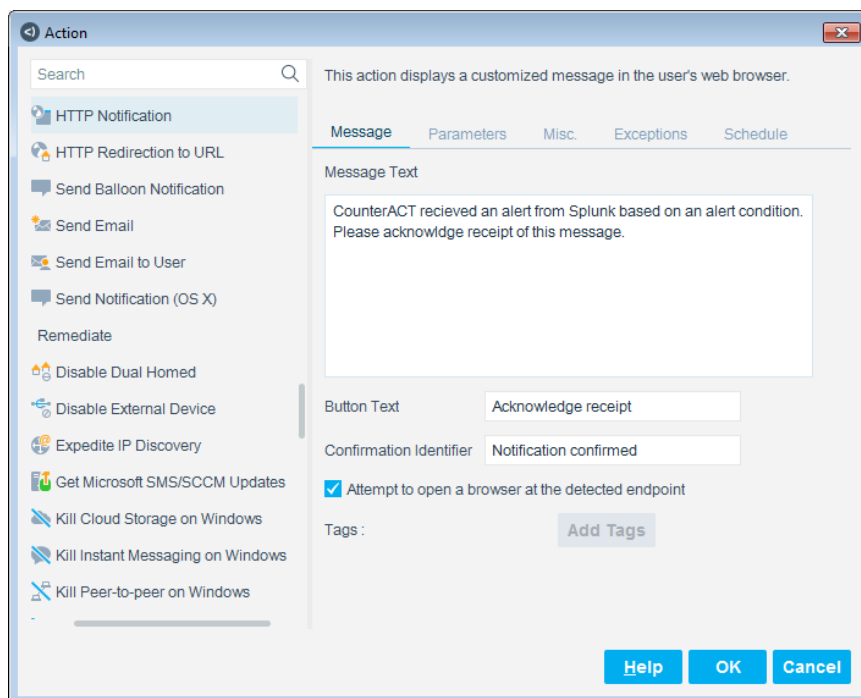 Action
Search
HTTP Notification
HTTP Redirection to URL
Send Balloon Notification
Send Email
Send Email to User
Send Notification (OS X)
Remediate
Disable Dual Homed
Disable External Device
Expedite IP Discovery
Get Microsoft SMS/SCCM Updates
Kill Cloud Storage on Windows
Kill Instant Messaging on Windows
Kill Peer-to-peer on Windows
This action displays a customized message in the user's web browser.
Message Parameters Misc. Exceptions Schedule
Message Text
CounterACT recieved an alert from Splunk based on an alert condition.
Please acknowldge receipt of this message.
Button Text Acknowledge receipt
Confirmation Identifier Notification confirmed
Attempt to open a browser at the detected endpoint
Tags : Add Tags
Help OK Cancel